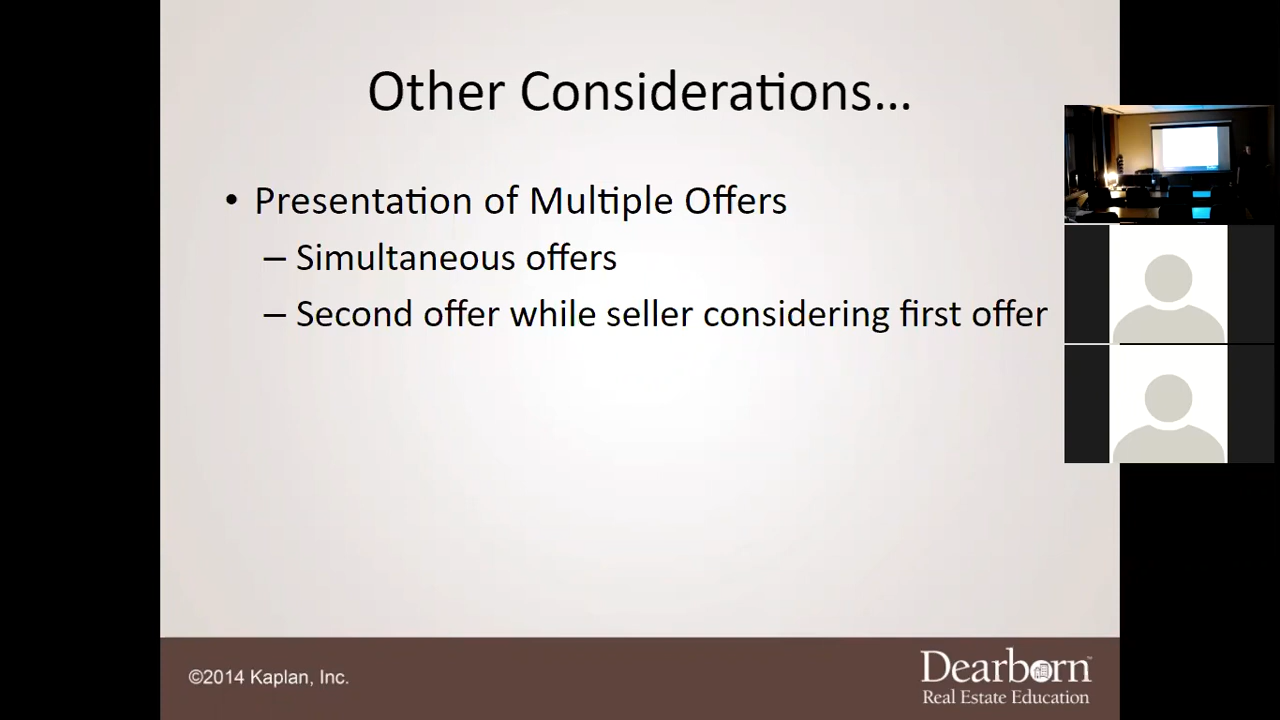 Other Considerations...
• Presentation of Multiple Offers
– Simultaneous offers
– Second offer while seller considering first offer
©2014 Kaplan, Inc.
Dearborn™
Real Estate Education